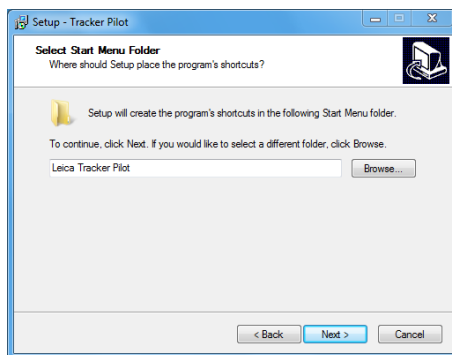 Setup - Tracker Pilot
Select Start Menu Folder
Where should Setup place the program's shortcuts?
Setup will create the program's shortcuts in the following Start Menu folder.
To continue, click Next. If you would like to select a different folder, click Browse.
Leica Tracker Pilot
Browse...
< Back
Next >
Cancel